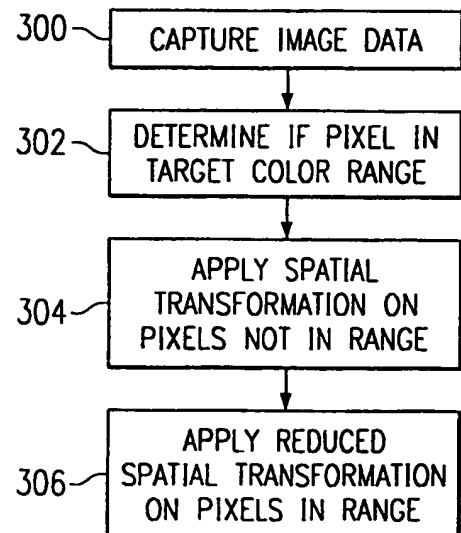 300
CAPTURE IMAGE DATA
302
DETERMINE IF PIXEL IN
TARGET COLOR RANGE
304
APPLY SPATIAL
TRANSFORMATION ON
PIXELS NOT IN RANGE
306
APPLY REDUCED
SPATIAL TRANSFORMATION
ON PIXELS IN RANGE